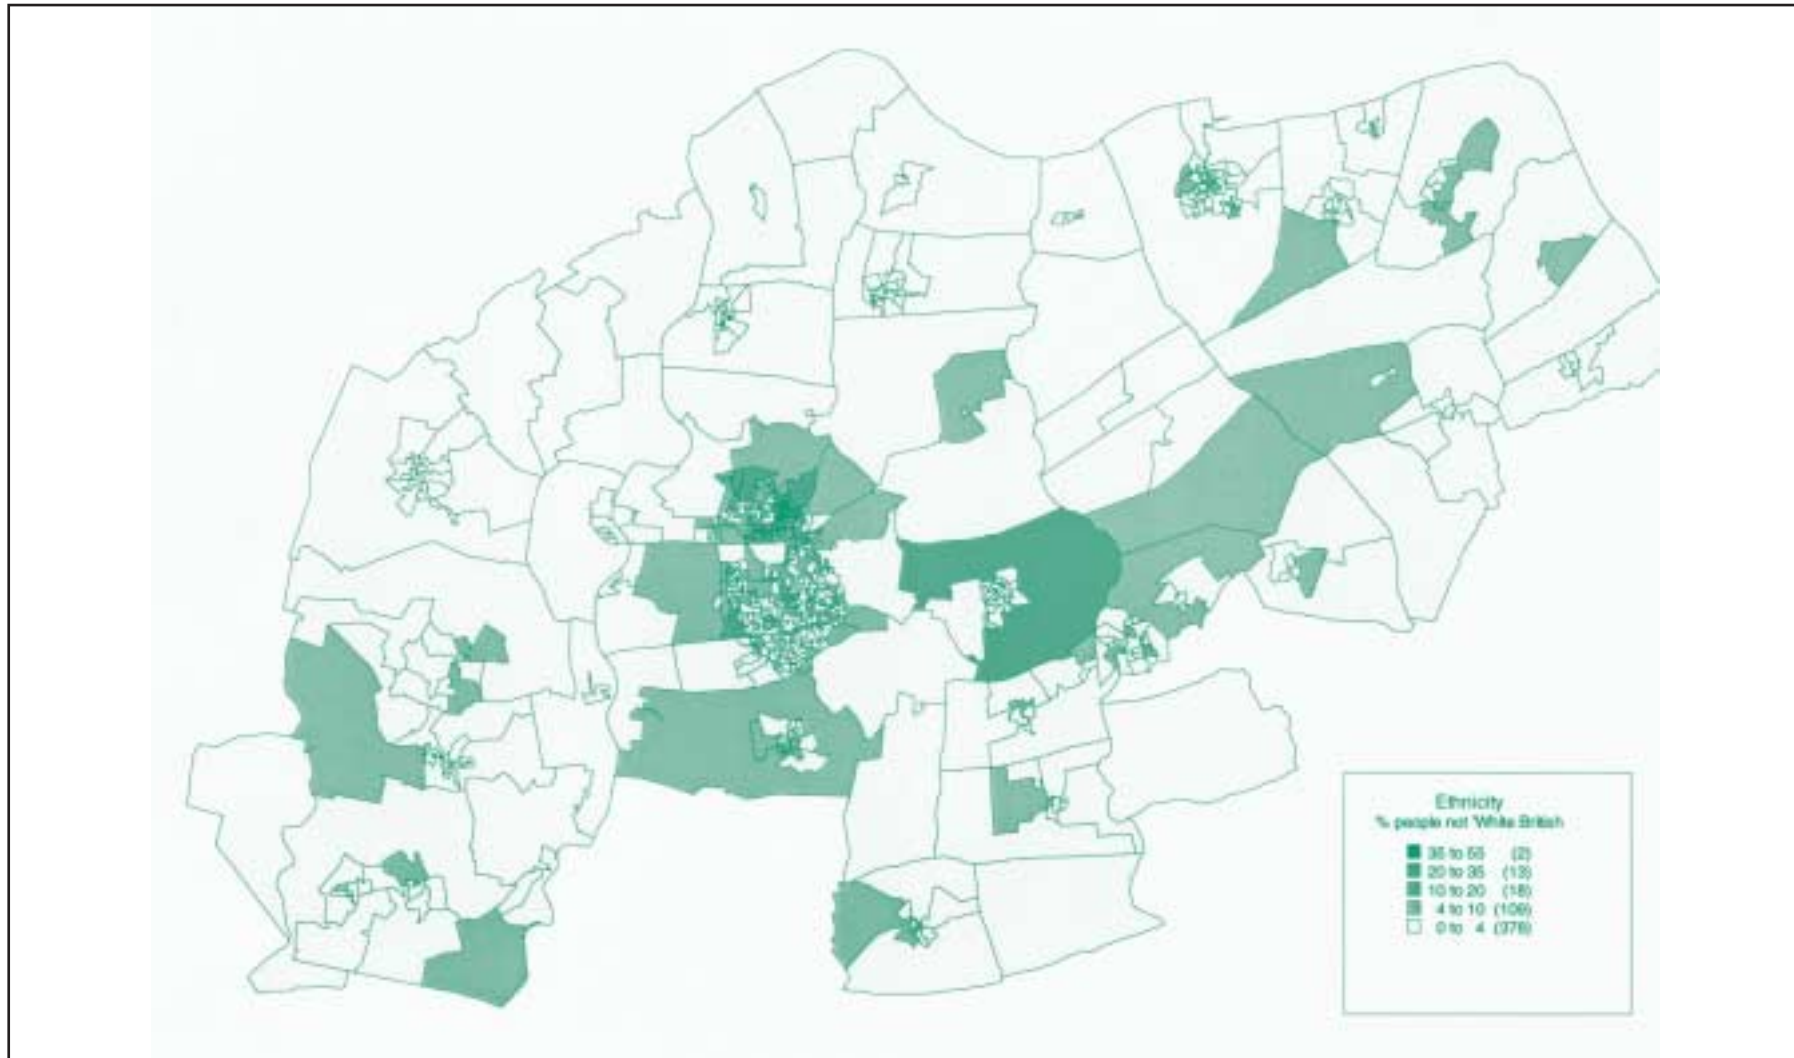 Ethnicity
% people not 'White British
35 to 55 (2)
20 to 35 (13)
10 to 20 (18)
4 to 10 (109)
0 to 4 (378)